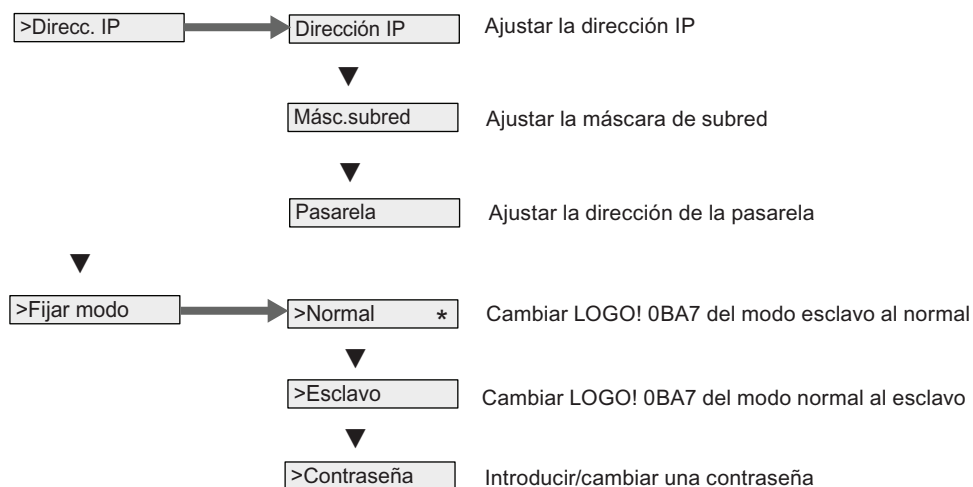 >Direcc. IP
Dirección IP
Ajustar la dirección IP
Másc.subred
Ajustar la máscara de subred
Pasarela
Ajustar la dirección de la pasarela
>Fijar modo
>Normal *
Cambiar LOGO! 0BA7 del modo esclavo al normal
>Esclavo
Cambiar LOGO! 0BA7 del modo normal al esclavo
>Contraseña
Introducir/cambiar una contraseña